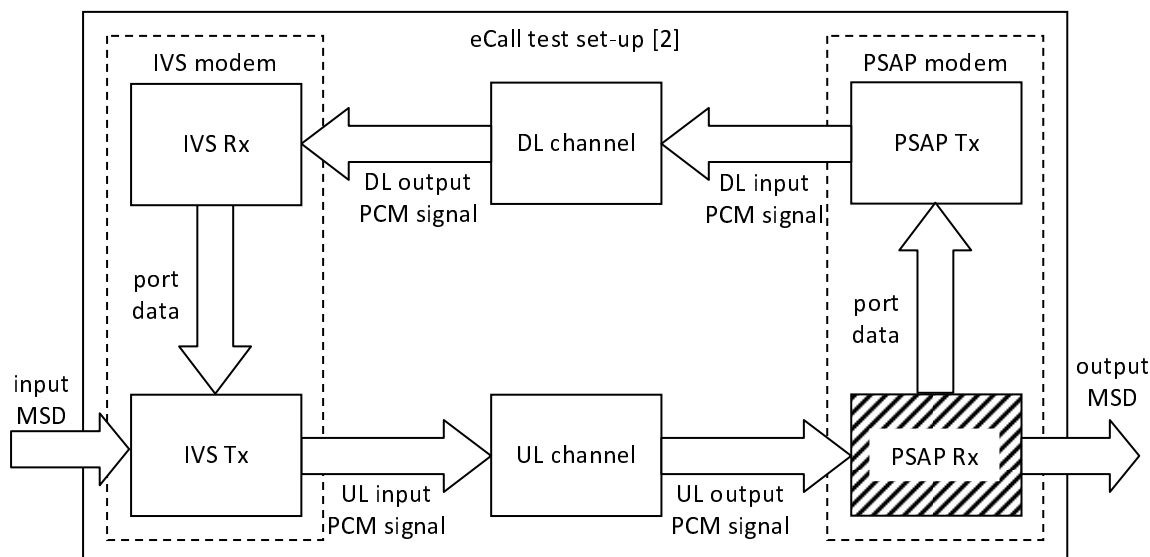 eCall test set-up [2]
IVS modem
PSAP modem
IVS Rx
DL channel
PSAP Tx
DL output
PCM signal
DL input
PCM signal
port
data
port
data
input
MSD
output
MSD
IVS Tx
UL channel
PSAP Rx
UL input
PCM signal
UL output
PCM signal